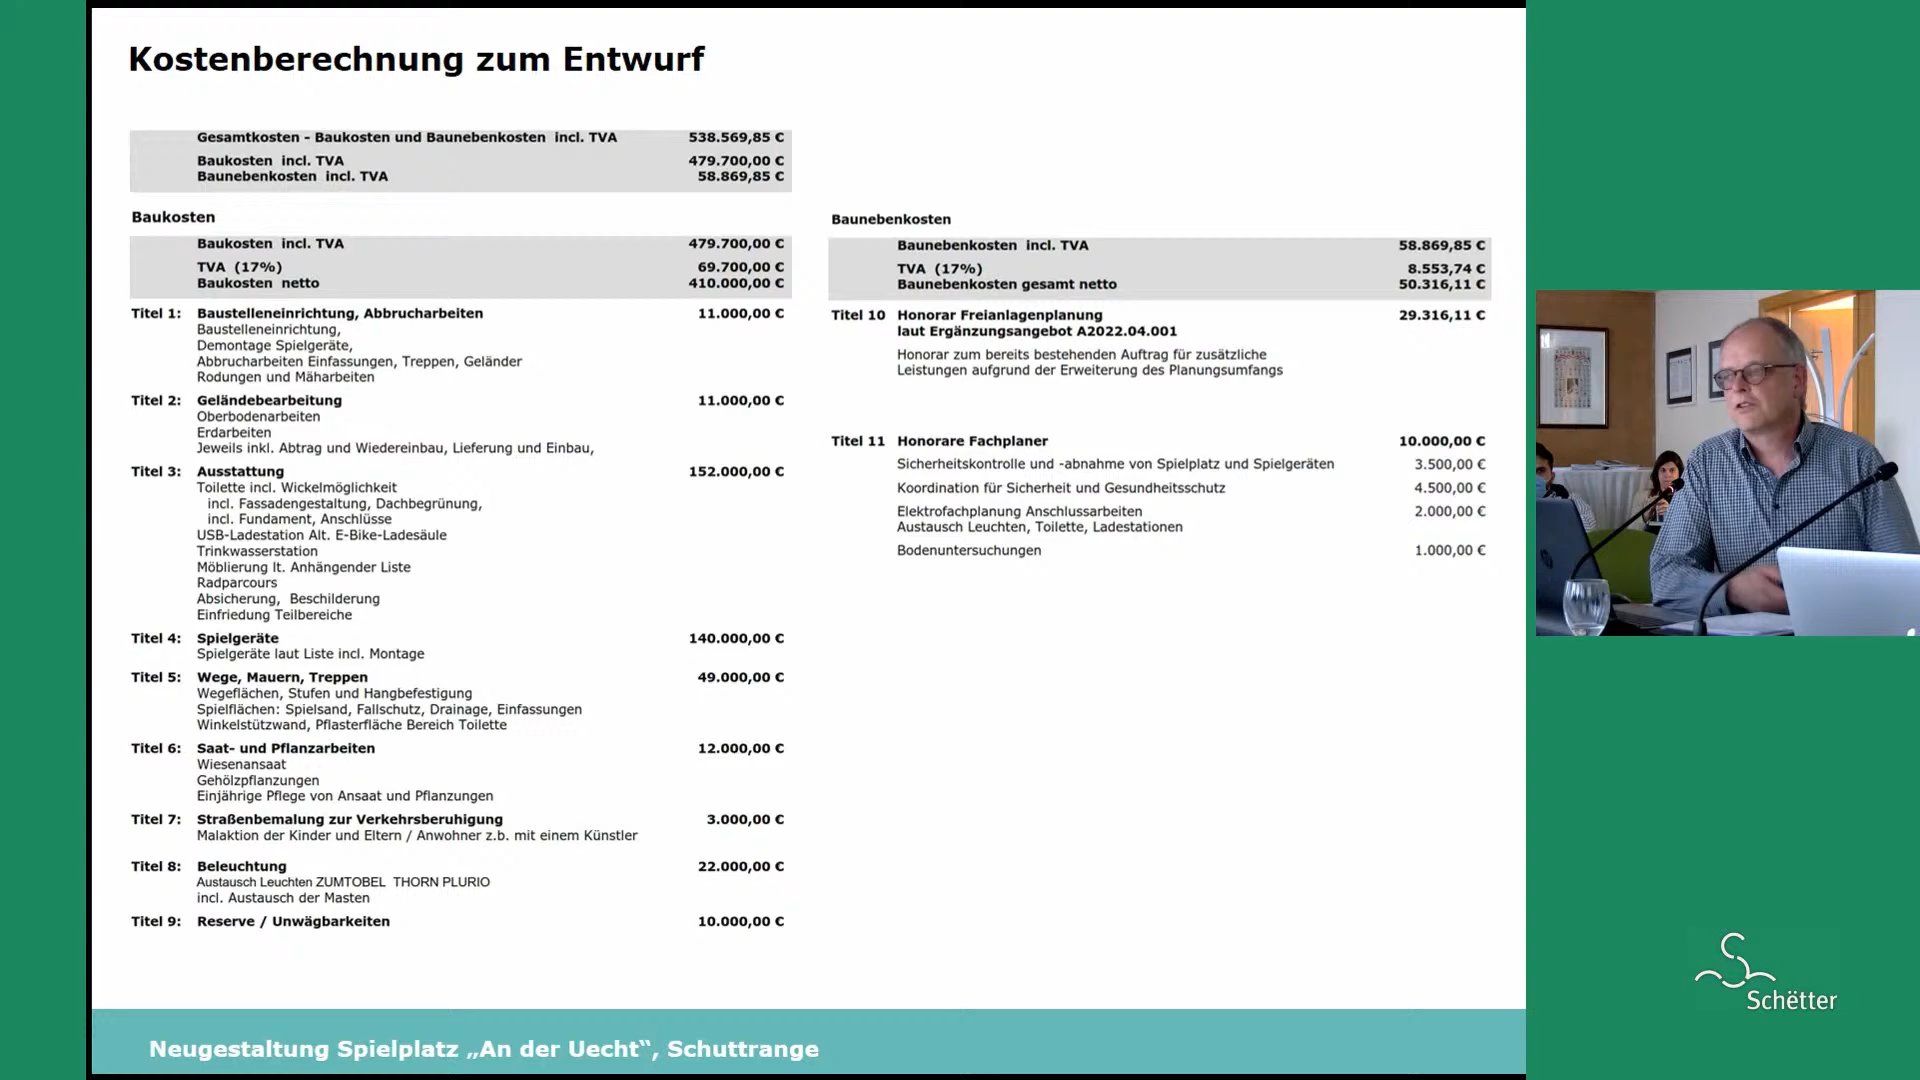 Kostenberechnung zum Entwurf
Gesamtkosten - Baukosten und Baunebenkosten incl. TVA 538.569,85 €
Baukosten incl. TVA 479.700,00 €
Baunebenkosten incl. TVA 58.869,85 €
Baukosten
Baukosten incl. TVA 479.700,00 €
TVA (17%) 69.700,00 €
Baukosten netto 410.000,00 €
Titel 1: Baustelleneinrichtung, Abbrucharbeiten 11.000,00 €
Baustelleneinrichtung,
Demontage Spielgeräte,
Abbrucharbeiten Einfassungen, Treppen, Geländer
Rodungen und Mäharbeiten
Titel 2: Geländebearbeitung 11.000,00 €
Oberbodenarbeiten
Erdarbeiten
Jeweils inkl. Abtrag und Wiedereinbau, Lieferung und Einbau,
Titel 3: Ausstattung 152.000,00 €
Toilette incl. Wickelmöglichkeit
incl. Fassadengestaltung, Dachbegrünung,
incl. Fundament, Anschlüsse
USB-Ladestation Alt. E-Bike-Ladesäule
Trinkwasserstation
Möblierung lt. Anhängender Liste
Radparcours
Absicherung, Beschilderung
Einfriedung Teilbereiche
Titel 4: Spielgeräte 140.000,00 €
Spielgeräte laut Liste incl. Montage
Titel 5: Wege, Mauern, Treppen 49.000,00 €
Wegeflächen, Stufen und Hangbefestigung
Spielflächen: Spielsand, Fallschutz, Drainage, Einfassungen
Winkelstützwand, Pflasterfläche Bereich Toilette
Titel 6: Saat- und Pflanzarbeiten 12.000,00 €
Wiesenansaat
Gehölzpflanzungen
Einjährige Pflege von Ansaat und Pflanzungen
Titel 7: Straßenbemalung zur Verkehrsberuhigung 3.000,00 €
Malaktion der Kinder und Eltern / Anwohner z.b. mit einem Künstler
Titel 8: Beleuchtung 22.000,00 €
Austausch Leuchten ZUMTOBEL THORN PLURIO
incl. Austausch der Masten
Titel 9: Reserve / Unwägbarkeiten 10.000,00 €
Baunebenkosten
Baunebenkosten incl. TVA 58.869,85 €
TVA (17%) 8.553,74 €
Baunebenkosten gesamt netto 50.316,11 €
Titel 10 Honorar Freianlagenplanung 29.316,11 €
laut Ergänzungsangebot A2022.04.001
Honorar zum bereits bestehenden Auftrag für zusätzliche
Leistungen aufgrund der Erweiterung des Planungsumfangs
Titel 11 Honorare Fachplaner 10.000,00 €
Sicherheitskontrolle und -abnahme von Spielplatz und Spielgeräten 3.500,00 €
Koordination für Sicherheit und Gesundheitsschutz 4.500,00 €
Elektrofachplanung Anschlussarbeiten 2.000,00 €
Austausch Leuchten, Toilette, Ladestationen
Bodenuntersuchungen 1.000,00 €
Neugestaltung Spielplatz „An der Uecht“, Schuttrange
Schëtter